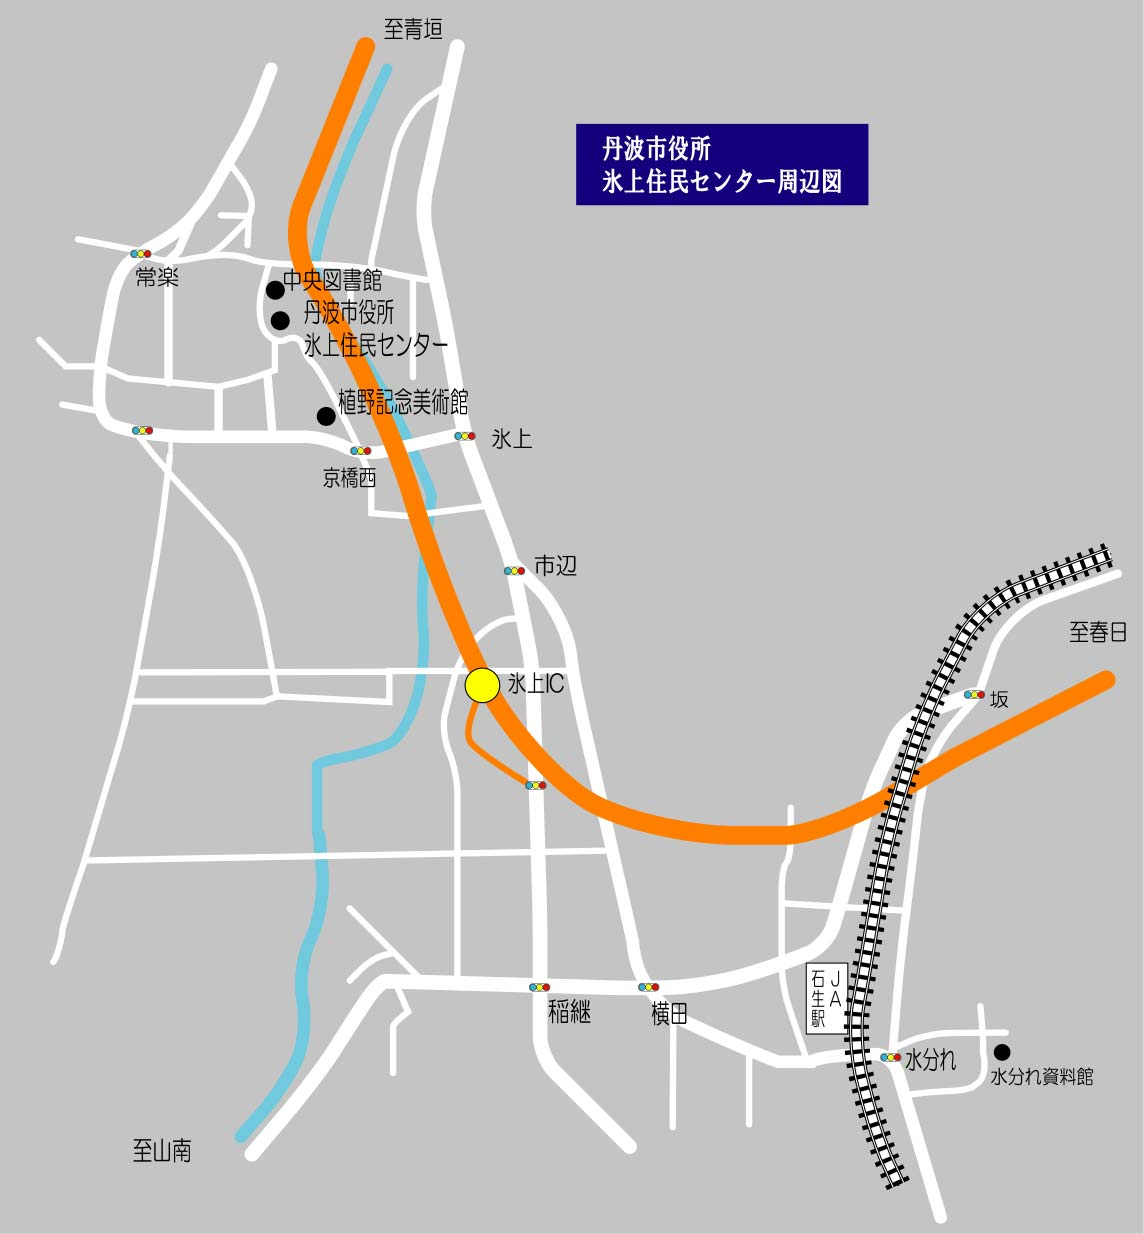 至青垣
丹波市役所
氷上住民センター周辺図
常楽
中央図書館
丹波市役所
氷上住民センター
植野記念美術館
氷上
京橋西
市辺
至春日
氷上IC
坂
JA
石生駅
稲継
横田
水分れ
水分れ資料館
至山南